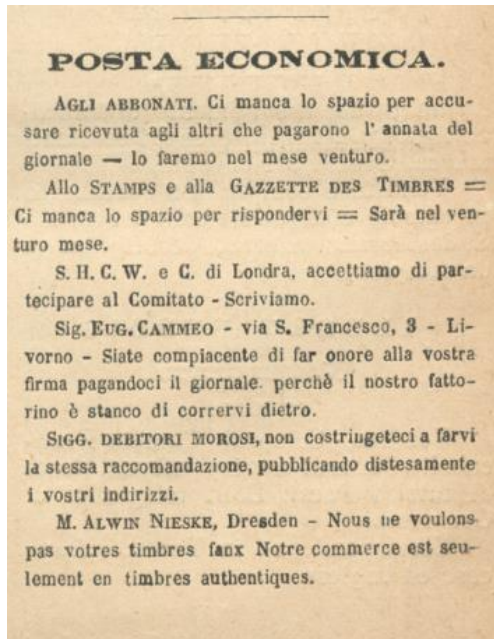 POSTA ECONOMICA.
AGLI ABBONATI. Ci manca lo spazio per accu-
sare ricevuta agli altri che pagarono l' annata del
giornale — lo faremo nel mese venturo.
Allo STAMPS e alla GAZZETTE DES TIMBRES =
Ci manca lo spazio per rispondervi = Sarà nel ven-
turo mese.
S. H. C. W. e C. di Londra, accettiamo di par-
tecipare al Comitato - Scriviamo.
Sig. EUG. CAMMEO - via S. Francesco, 3 - Li-
vorno - Siate compiacente di far onore alla vostra
firma pagandoci il giornale. perchè il nostro fatto-
rino è stanco di corrervi dietro.
SIGG. DEBITORI MOROSI, non costringeteci a farvi
la stessa raccomandazione, pubblicando distesamente
i vostri indirizzi.
M. ALWIN NIESKE, Dresden - Nous ne voulons
pas votres timbres fanx Notre commerce est seu-
lement en timbres authentiques.